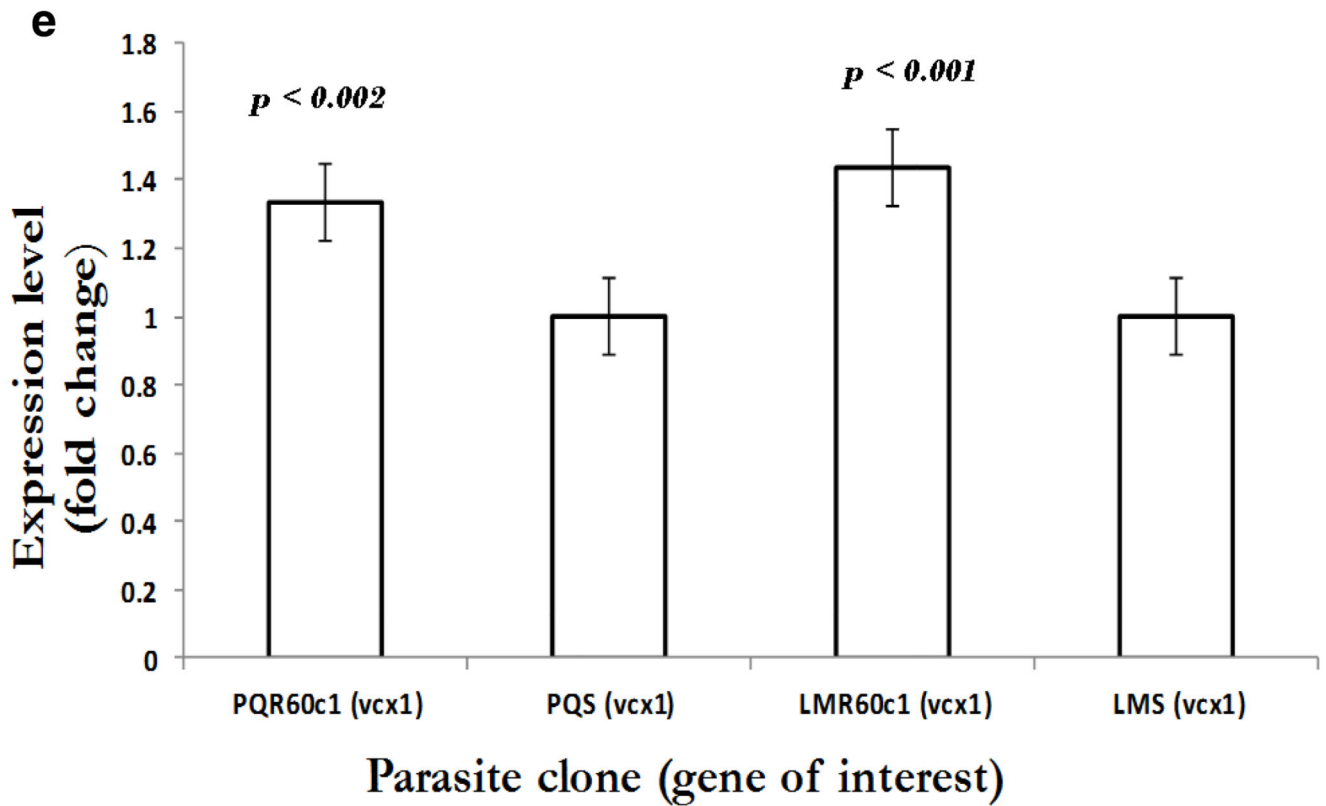 e
1.8
1.6
1.4
1.2
1
0.8
0.6
0.4
0.2
0
Expression level
(fold change)
p < 0.002
p < 0.001
PQR60c1 (vcx1)
PQS (vcx1)
LMR60c1 (vcx1)
LMS (vcx1)
Parasite clone (gene of interest)